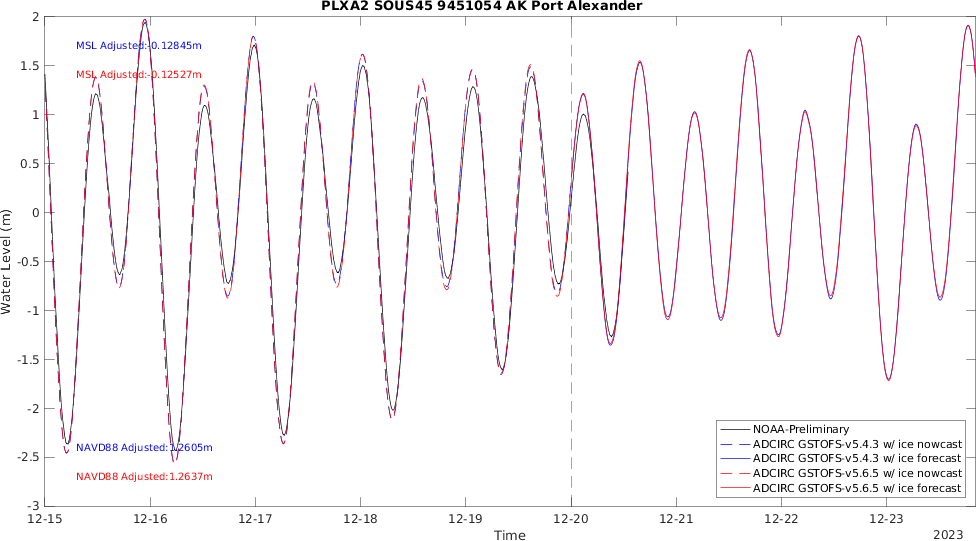 PLXA2 SOUS45 9451054 AK Port Alexander
2
1.5
1
0.5
0
-0.5
-1
-1.5
-2
-2.5
-3
Water Level (m)
MSL Adjusted:-0.12845m
MSL Adjusted:-0.12527m
NAVD88 Adjusted:1.2605m
NAVD88 Adjusted:1.2637m
NOAA-Preliminary
ADCIRC GSTOFS-v5.4.3 w/ ice nowcast
ADCIRC GSTOFS-v5.4.3 w/ ice forecast
ADCIRC GSTOFS-v5.6.5 w/ ice nowcast
ADCIRC GSTOFS-v5.6.5 w/ ice forecast
12-15 12-16 12-17 12-18 12-19 12-20 12-21 12-22 12-23
Time
2023